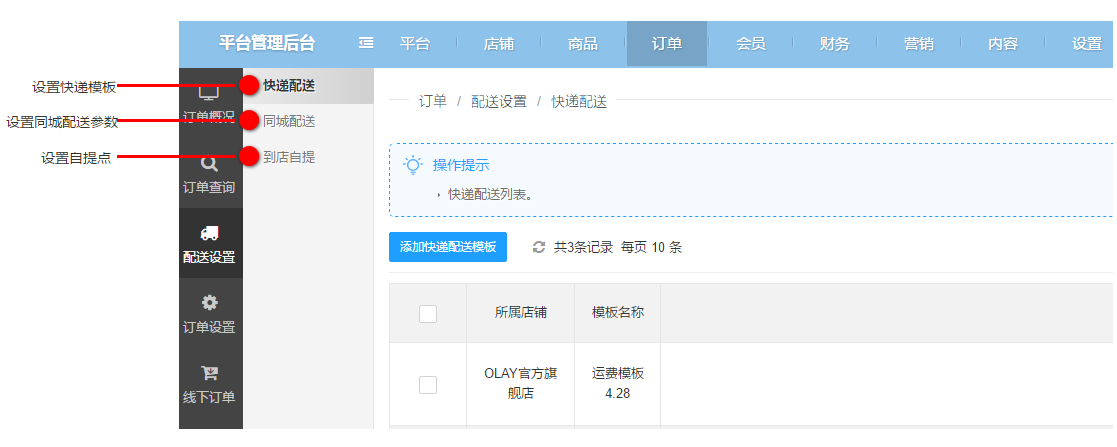 平台管理后台 平台 店铺 商品 订单 会员 财务 营销 内容 设置
设置快递模板
设置同城配送参数
设置自提点
订单概况
订单查询
配送设置
订单设置
线下订单
快递配送
同城配送
到店自提
订单 / 配送设置 / 快递配送
操作提示
快递配送列表。
添加快递配送模板 共3条记录 每页 10 条
所属店铺 模板名称
OLAY官方旗 运费模板
舰店 4.28